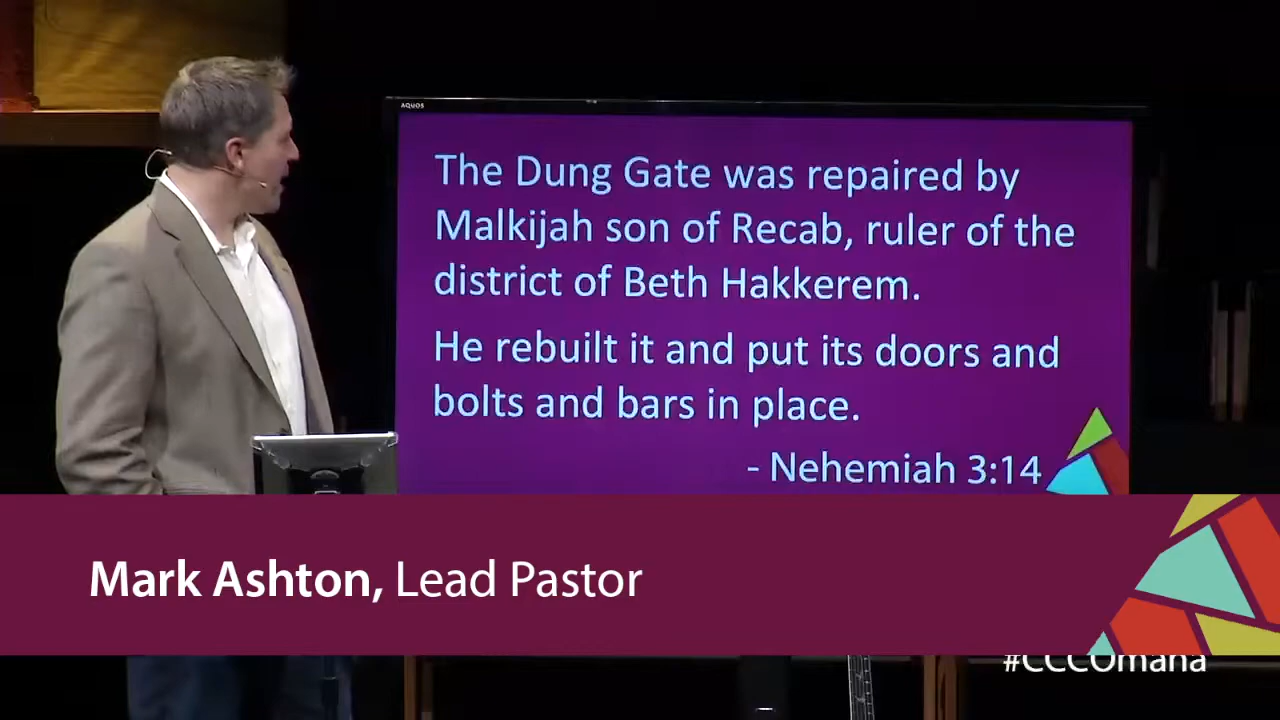 AQUOS
The Dung Gate was repaired by
Malkijah son of Recab, ruler of the
district of Beth Hakkerem.
He rebuilt it and put its doors and
bolts and bars in place.
- Nehemiah 3:14
Mark Ashton, Lead Pastor
#CCCOmaha